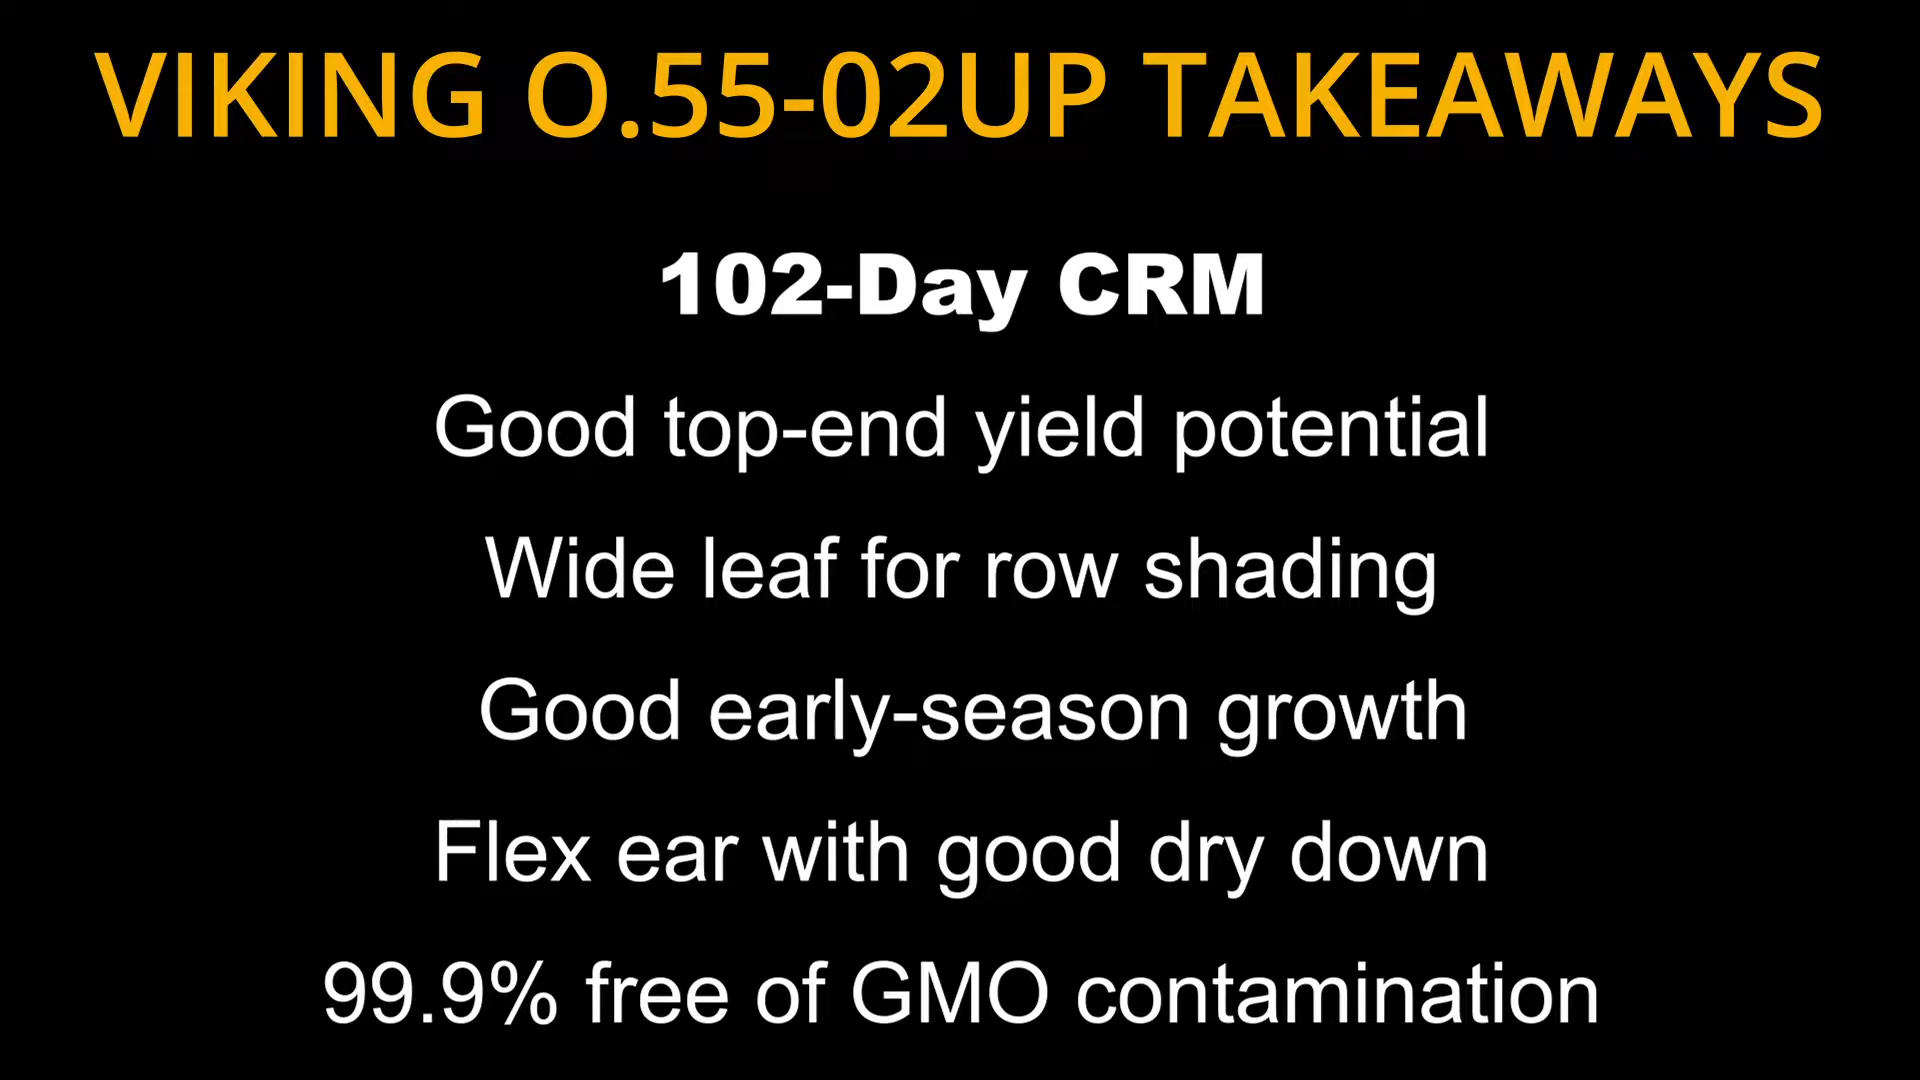 VIKING O.55-02UP TAKEAWAYS
102-Day CRM
Good top-end yield potential
Wide leaf for row shading
Good early-season growth
Flex ear with good dry down
99.9% free of GMO contamination